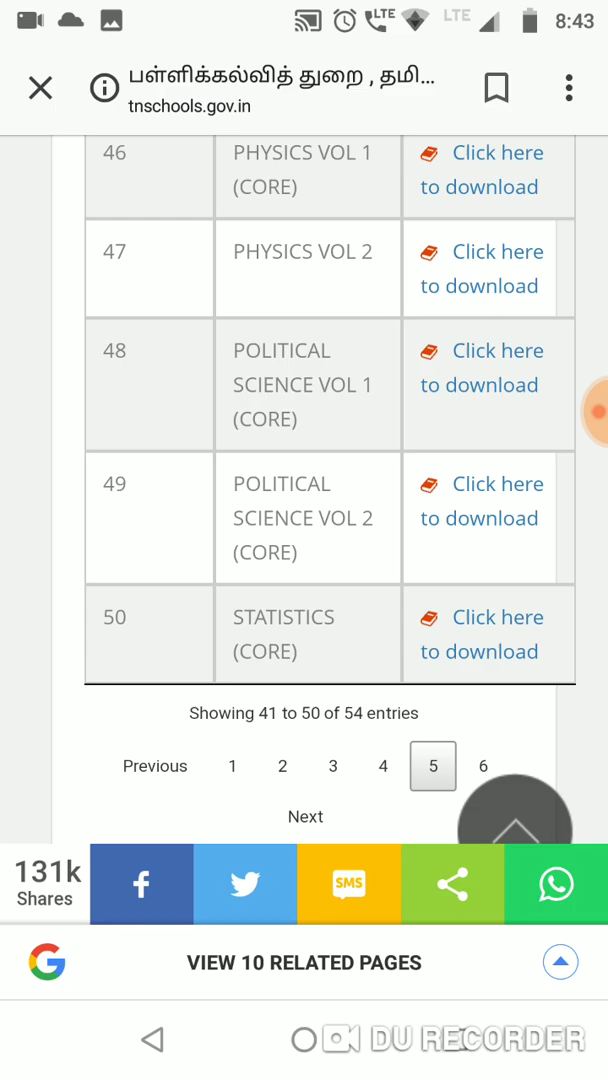 LTE LTE 8:43
பள்ளிக்கல்வித் துறை , தமி...
tnschools.gov.in
46 PHYSICS VOL 1 Click here
(CORE) to download
47 PHYSICS VOL 2 Click here
to download
48 POLITICAL Click here
SCIENCE VOL 1 to download
(CORE)
49 POLITICAL Click here
SCIENCE VOL 2 to download
(CORE)
50 STATISTICS Click here
(CORE) to download
Showing 41 to 50 of 54 entries
Previous 1 2 3 4 5 6
Next
131k
Shares
SMS
VIEW 10 RELATED PAGES
DU RECORDER